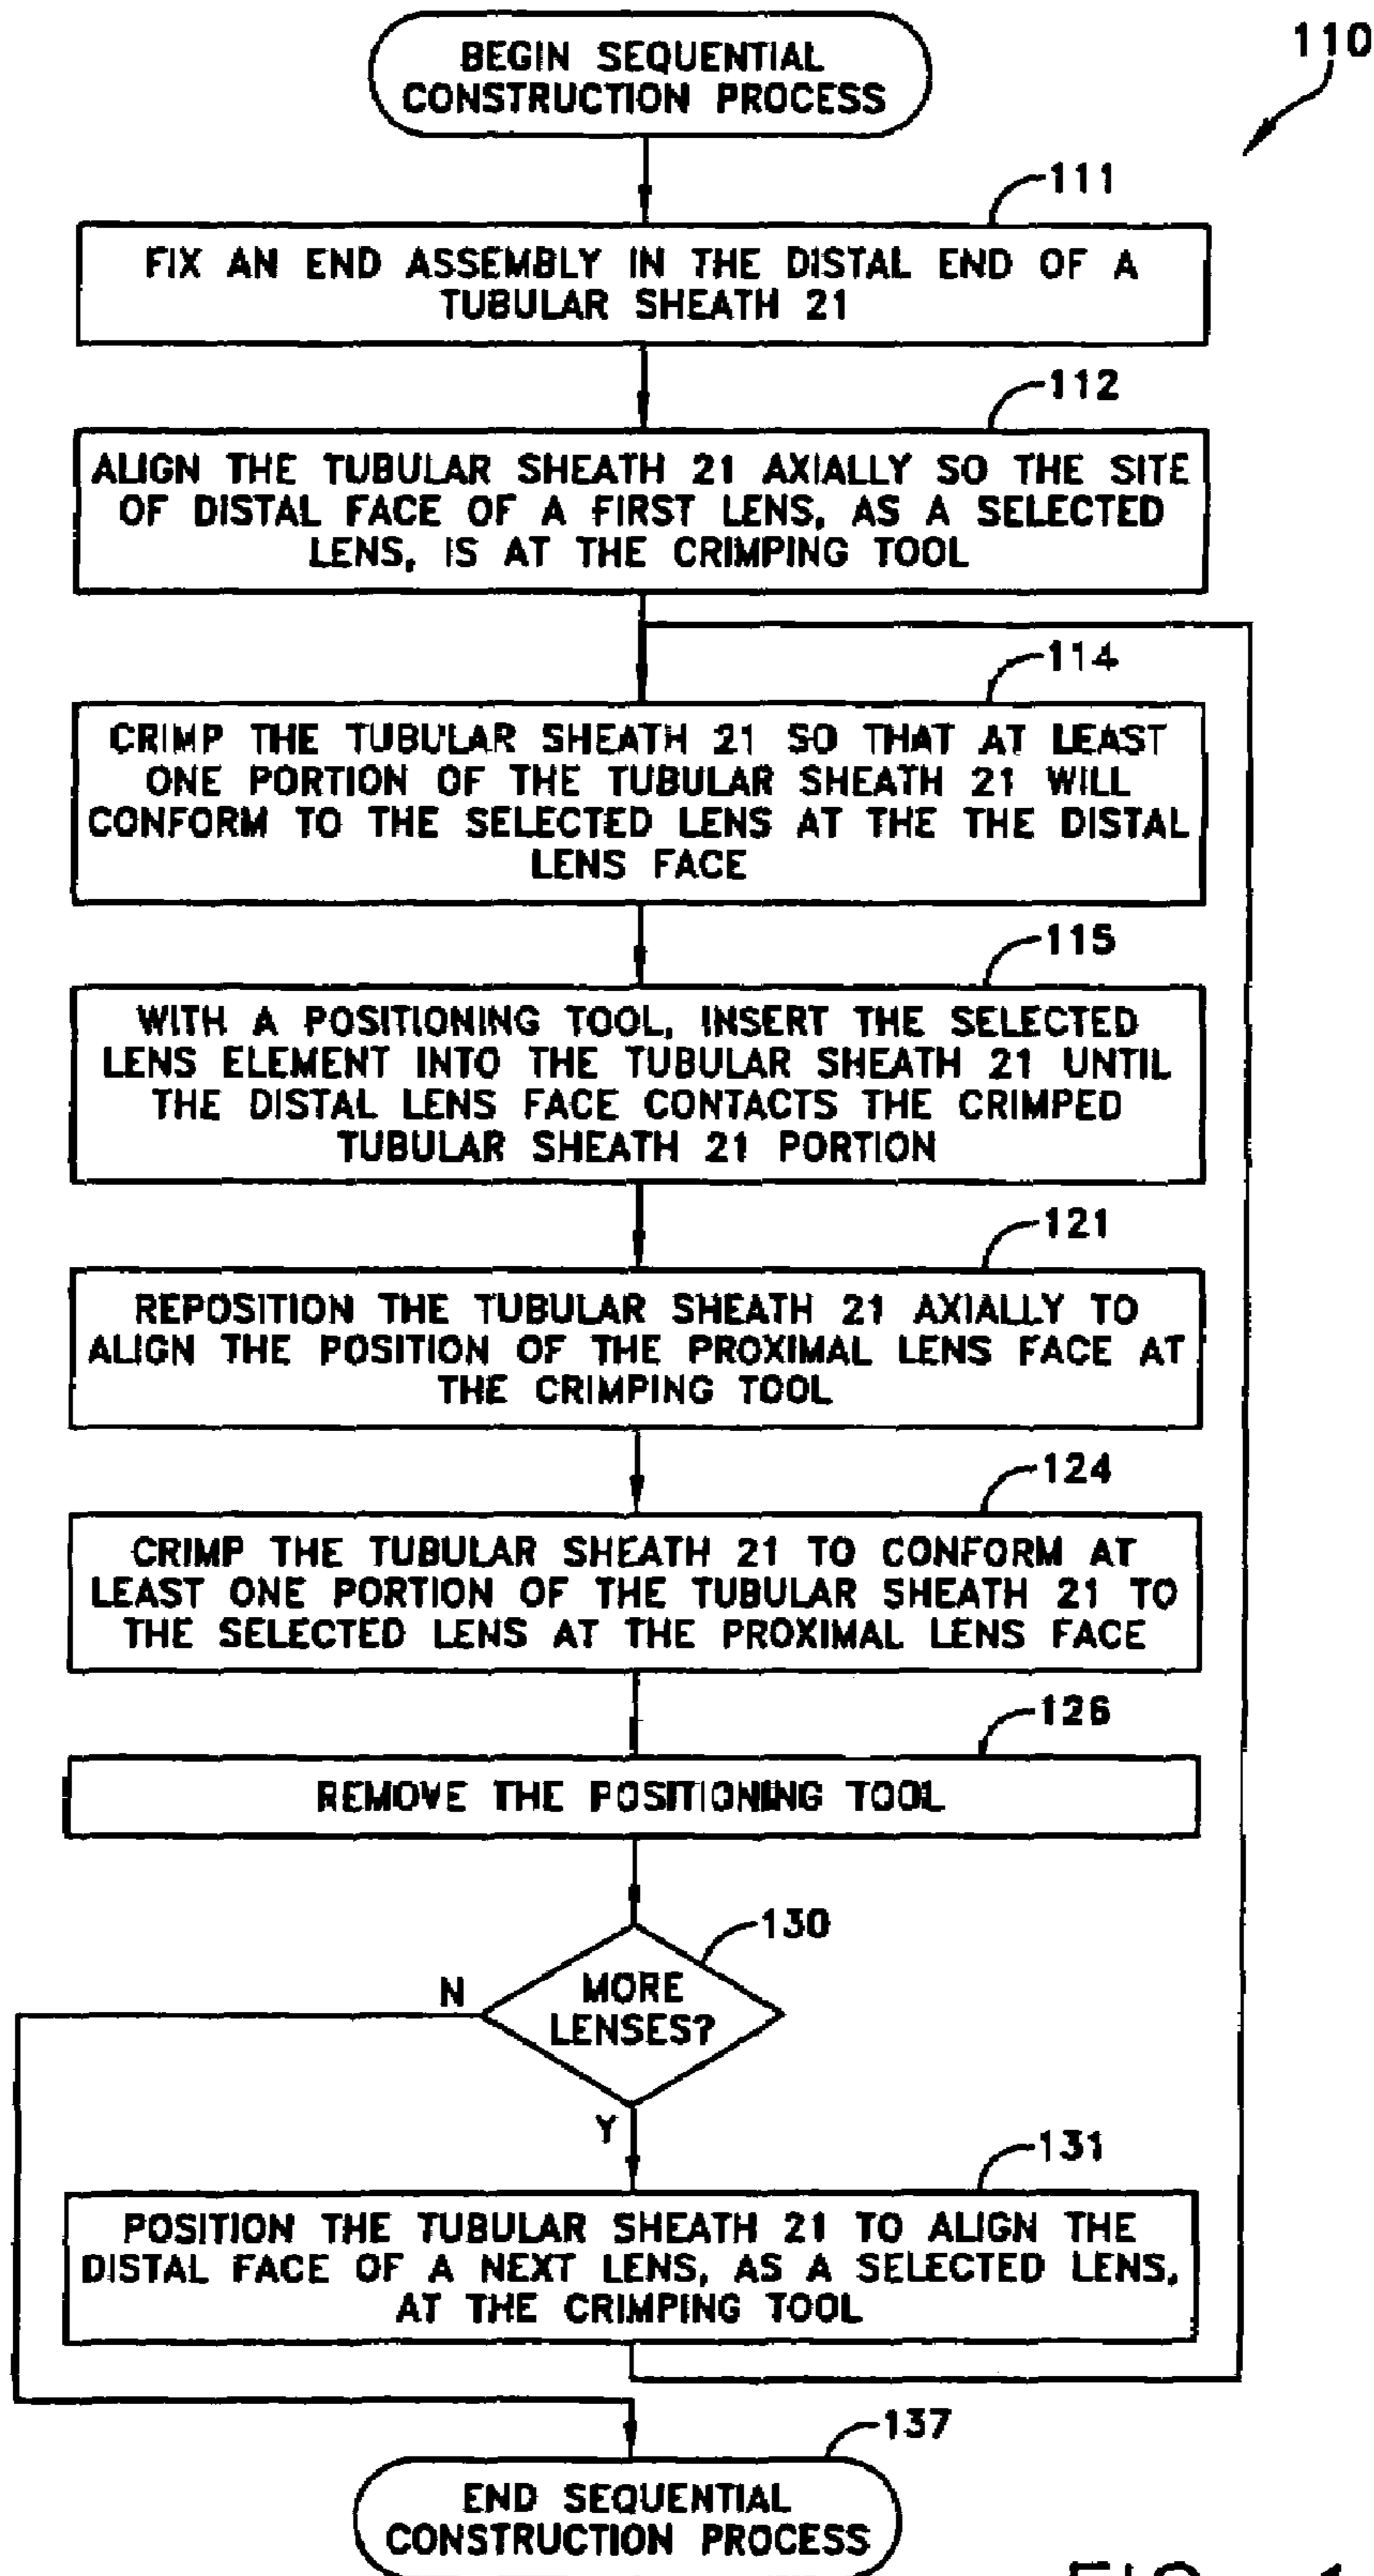 BEGIN SEQUENTIAL
CONSTRUCTION PROCESS
110
111
FIX AN END ASSEMBLY IN THE DISTAL END OF A
TUBULAR SHEATH 21
112
ALIGN THE TUBULAR SHEATH 21 AXIALLY SO THE SITE
OF DISTAL FACE OF A FIRST LENS, AS A SELECTED
LENS, IS AT THE CRIMPING TOOL
114
CRIMP THE TUBULAR SHEATH 21 SO THAT AT LEAST
ONE PORTION OF THE TUBULAR SHEATH 21 WILL
CONFORM TO THE SELECTED LENS AT THE THE DISTAL
LENS FACE
115
WITH A POSITIONING TOOL, INSERT THE SELECTED
LENS ELEMENT INTO THE TUBULAR SHEATH 21 UNTIL
THE DISTAL LENS FACE CONTACTS THE CRIMPED
TUBULAR SHEATH 21 PORTION
121
REPOSITION THE TUBULAR SHEATH 21 AXIALLY TO
ALIGN THE POSITION OF THE PROXIMAL LENS FACE AT
THE CRIMPING TOOL
124
CRIMP THE TUBULAR SHEATH 21 TO CONFORM AT
LEAST ONE PORTION OF THE TUBULAR SHEATH 21 TO
THE SELECTED LENS AT THE PROXIMAL LENS FACE
126
REMOVE THE POSITIONING TOOL
130
MORE
LENSES?
N
Y
131
POSITION THE TUBULAR SHEATH 21 TO ALIGN THE
DISTAL FACE OF A NEXT LENS, AS A SELECTED LENS,
AT THE CRIMPING TOOL
137
END SEQUENTIAL
CONSTRUCTION PROCESS